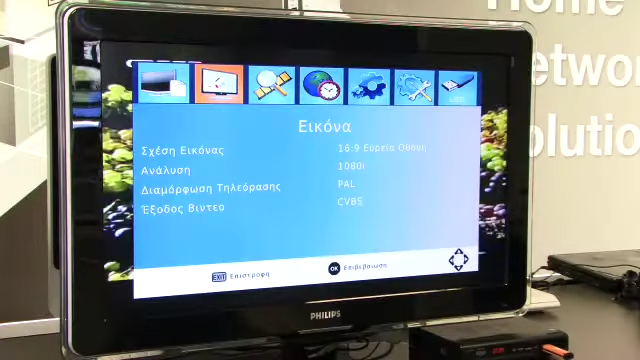 Home
Networ
olutio
Εικόνα
Σχέση Εικόνας 16:9 Ευρεία Οθόνη
Ανάλυση 1080i
Διαμόρφωση Τηλεόρασης PAL
Έξοδος Βιντεο CVBS
EXIT Επιστροφή
OK Επιβεβαίωση
PHILIPS